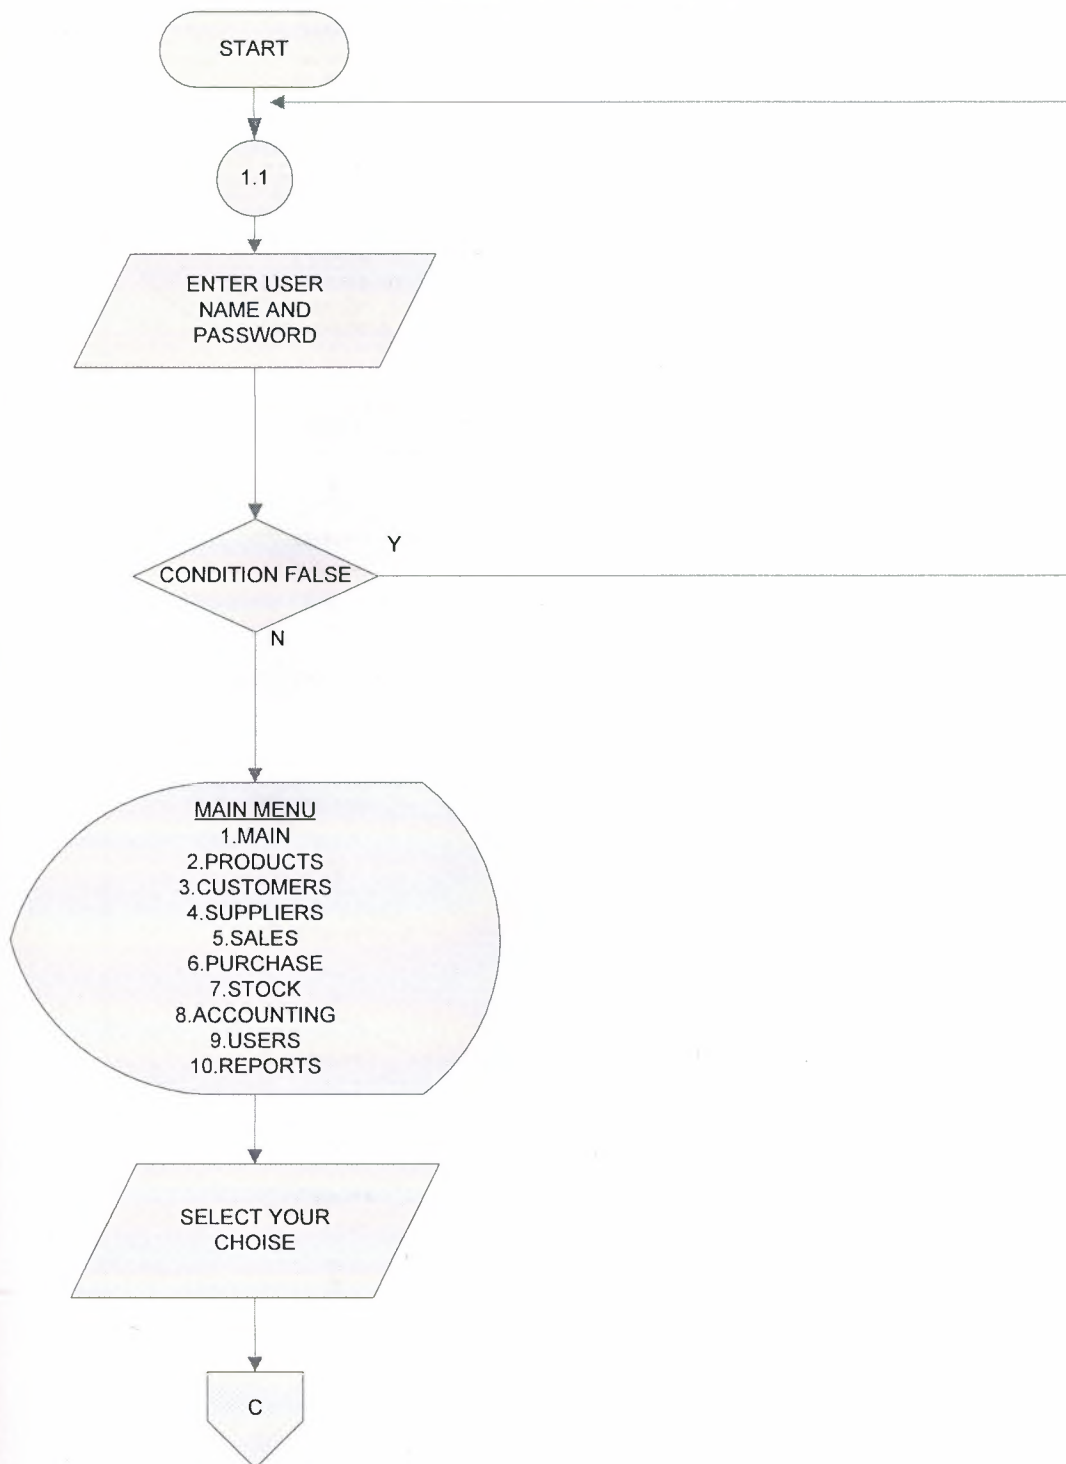 START
1.1
ENTER USER
NAME AND
PASSWORD
Y
CONDITION FALSE
N
MAIN MENU
1.MAIN
2.PRODUCTS
3.CUSTOMERS
4.SUPPLIERS
5.SALES
6.PURCHASE
7.STOCK
8.ACCOUNTING
9.USERS
10.REPORTS
SELECT YOUR
CHOISE
C